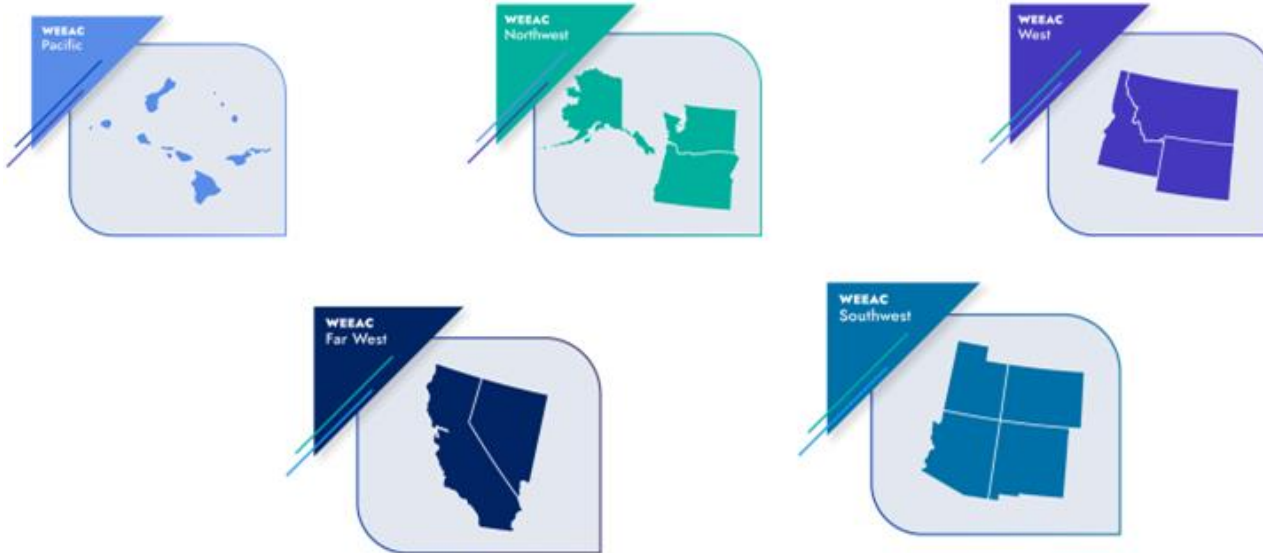 WEEAC
Pacific
WEEAC
Northwest
WEEAC
West
WEEAC
Far West
WEEAC
Southwest